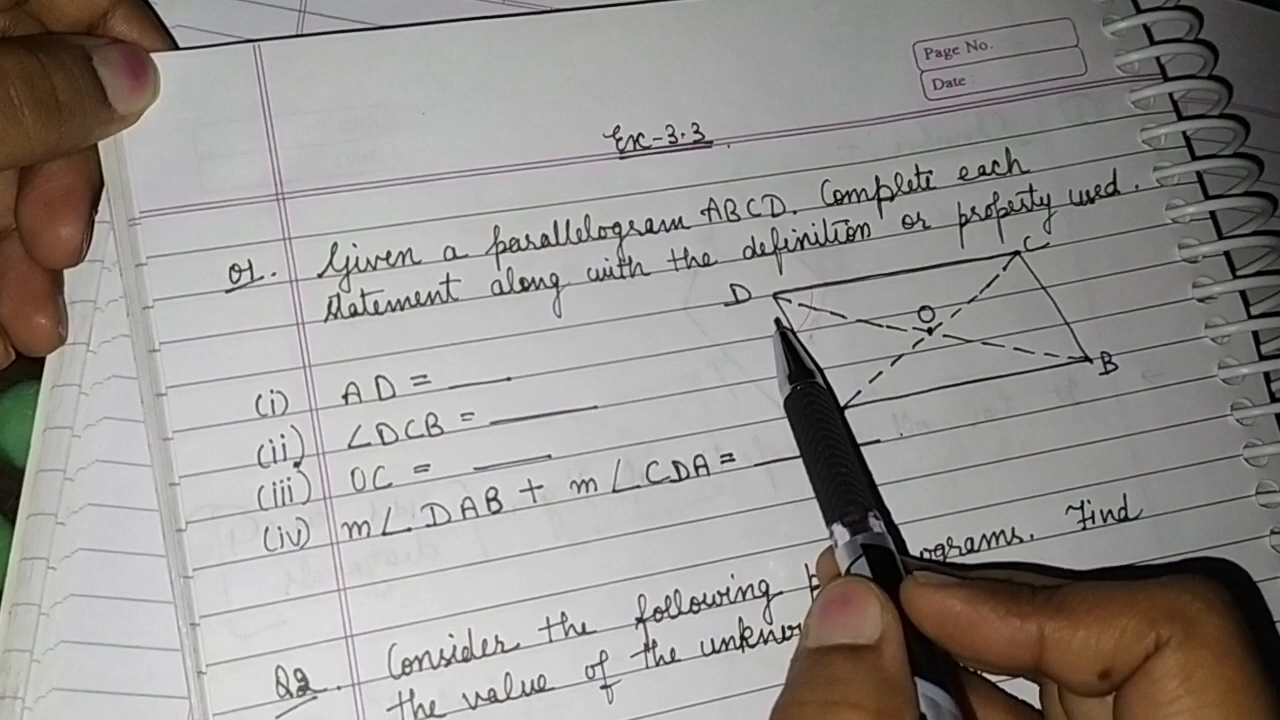 Page No.
Date
Ex-3.3.
Q1. Given a parallelogram ABCD. Complete each
statement along with the definition or property used.
D
C
O
B
(i) AD = ____
(ii) ∠DCB = ____
(iii) OC = ____
(iv) m∠DAB + m∠CDA = ____.
Q2. Consider the following ograms. Find
the value of the